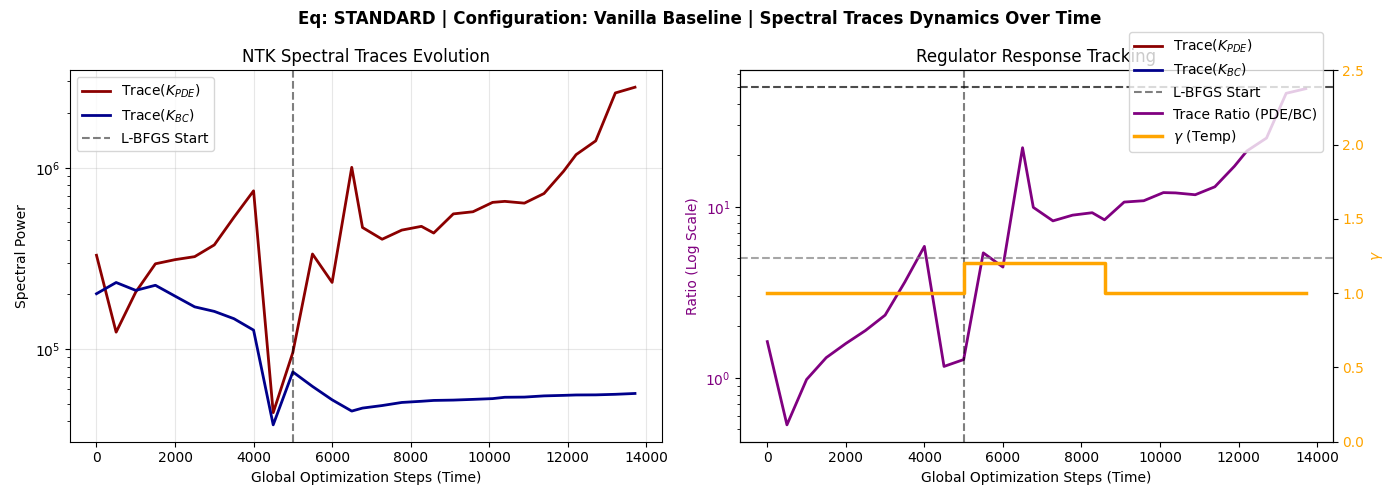 Eq: STANDARD | Configuration: Vanilla Baseline | Spectral Traces Dynamics Over Time
NTK Spectral Traces Evolution
Trace(K_PDE)
Trace(K_BC)
L-BFGS Start
Spectral Power
10^6
10^5
0 2000 4000 6000 8000 10000 12000 14000
Global Optimization Steps (Time)
Regulator Response Tracking
Trace(K_PDE)
Trace(K_BC)
L-BFGS Start
Trace Ratio (PDE/BC)
γ (Temp)
Ratio (Log Scale)
10^1
10^0
2.5
2.0
1.5
1.0
0.5
0.0
γ
0 2000 4000 6000 8000 10000 12000 14000
Global Optimization Steps (Time)